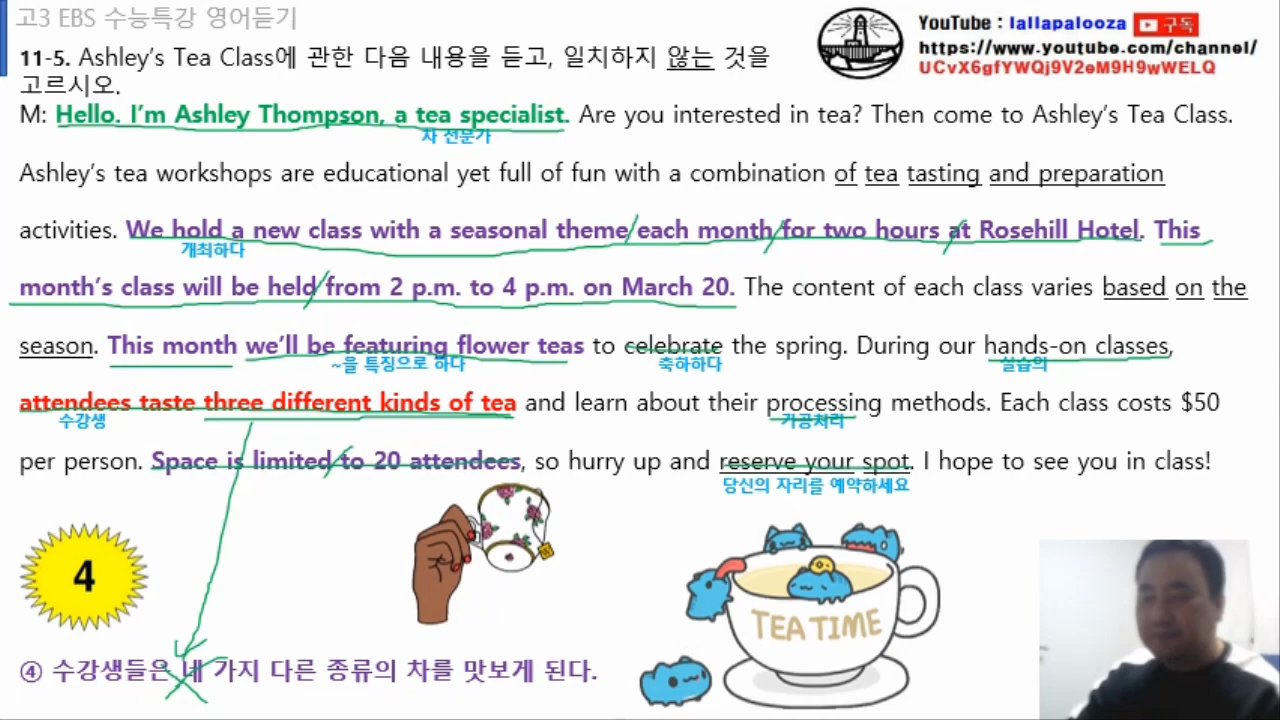 고3 EBS 수능특강 영어듣기
YouTube : lallapalooza 구독
https://www.youtube.com/channel/
UCvX6gfYWQj9V2eM9H9wWELQ
11-5. Ashley's Tea Class에 관한 다음 내용을 듣고, 일치하지 않는 것을
고르시오.
M: Hello. I'm Ashley Thompson, a tea specialist. Are you interested in tea? Then come to Ashley's Tea Class.
차 전문가
Ashley's tea workshops are educational yet full of fun with a combination of tea tasting and preparation
activities. We hold a new class with a seasonal theme each month for two hours at Rosehill Hotel. This
개최하다
month's class will be held from 2 p.m. to 4 p.m. on March 20. The content of each class varies based on the
season. This month we'll be featuring flower teas to celebrate the spring. During our hands-on classes,
~을 특징으로 하다 축하하다 실습의
attendees taste three different kinds of tea and learn about their processing methods. Each class costs $50
수강생 가공처리
per person. Space is limited to 20 attendees, so hurry up and reserve your spot. I hope to see you in class!
당신의 자리를 예약하세요
4
TEA TIME
④ 수강생들은 네 가지 다른 종류의 차를 맛보게 된다.